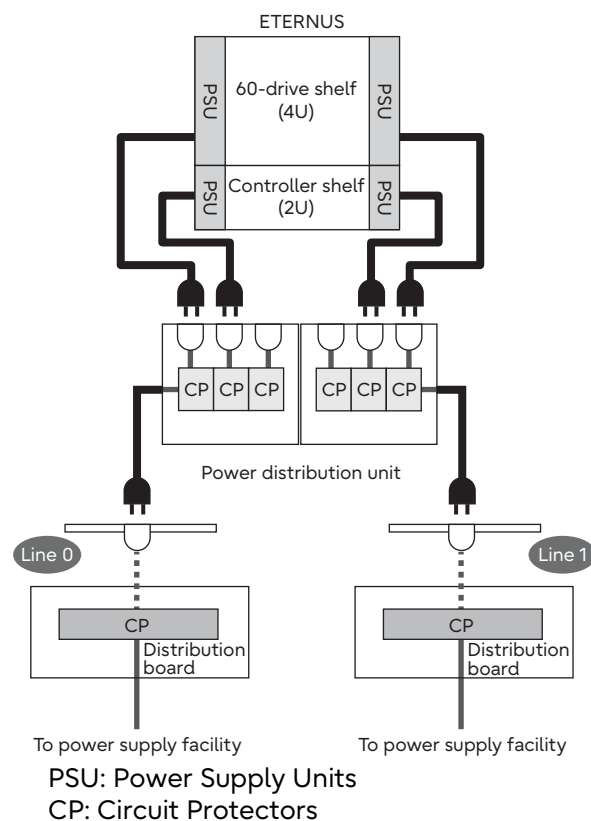 ETERNUS
PSU
60-drive shelf
(4U)
PSU
PSU
Controller shelf
(2U)
PSU
CP CP CP
CP CP CP
Power distribution unit
Line 0
Line 1
CP
Distribution
board
CP
Distribution
board
To power supply facility
To power supply facility
PSU: Power Supply Units
CP: Circuit Protectors